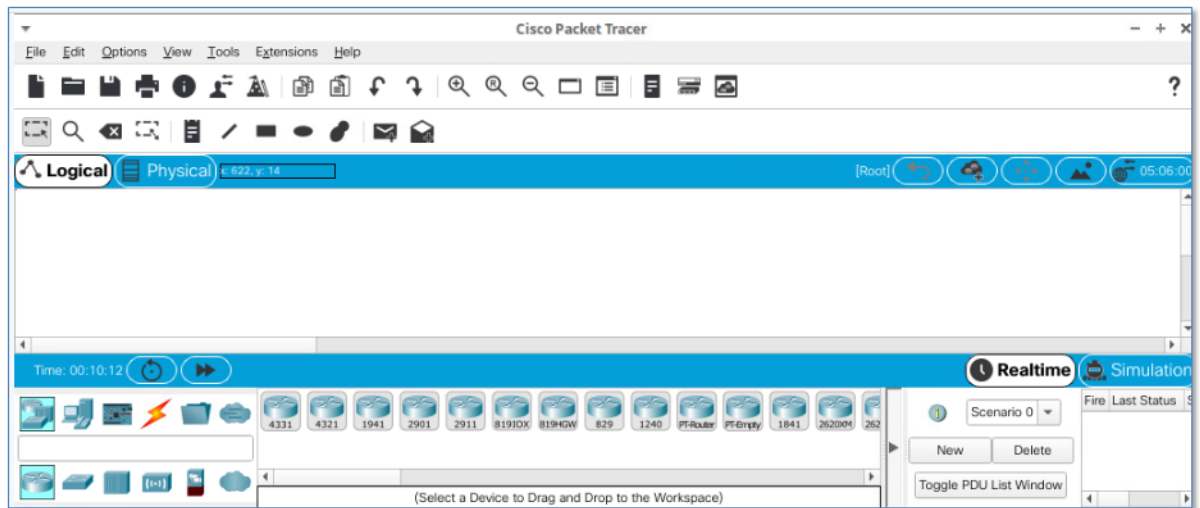 Cisco Packet Tracer
File Edit Options View Tools Extensions Help
?
Logical Physical x: 622, y: 14 [Root] 05:06:00
Time: 00:10:12 Realtime Simulation
4331 4321 1941 2901 2911 819IOX 819HGW 829 1240 PT-Router PT-Empty 1841 2620XM 262
Scenario 0
Fire Last Status S
New Delete
Toggle PDU List Window
(Select a Device to Drag and Drop to the Workspace)